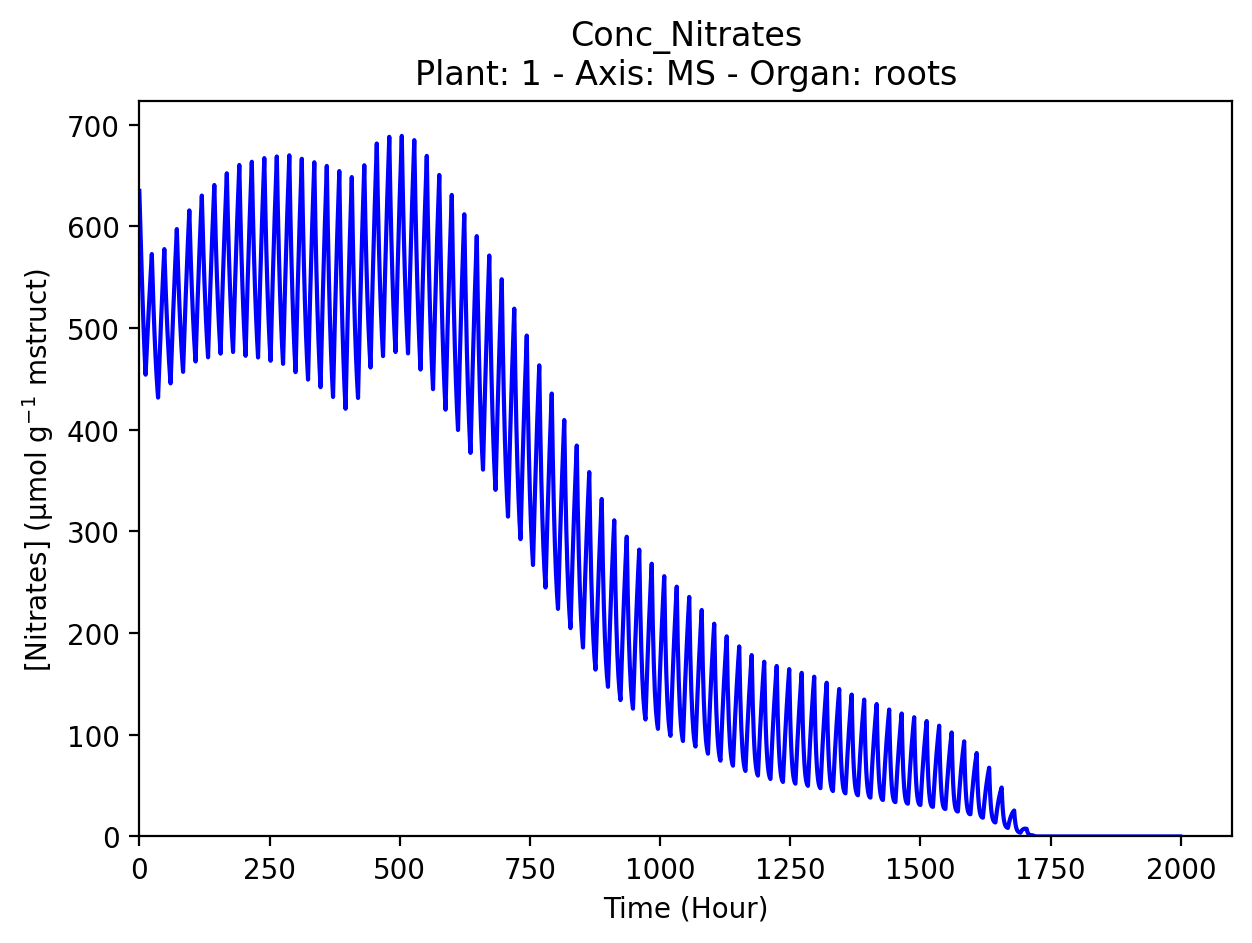 Conc_Nitrates
Plant: 1 - Axis: MS - Organ: roots
700
600
500
400
300
200
100
0
[Nitrates] (µmol g⁻¹ mstruct)
0 250 500 750 1000 1250 1500 1750 2000
Time (Hour)